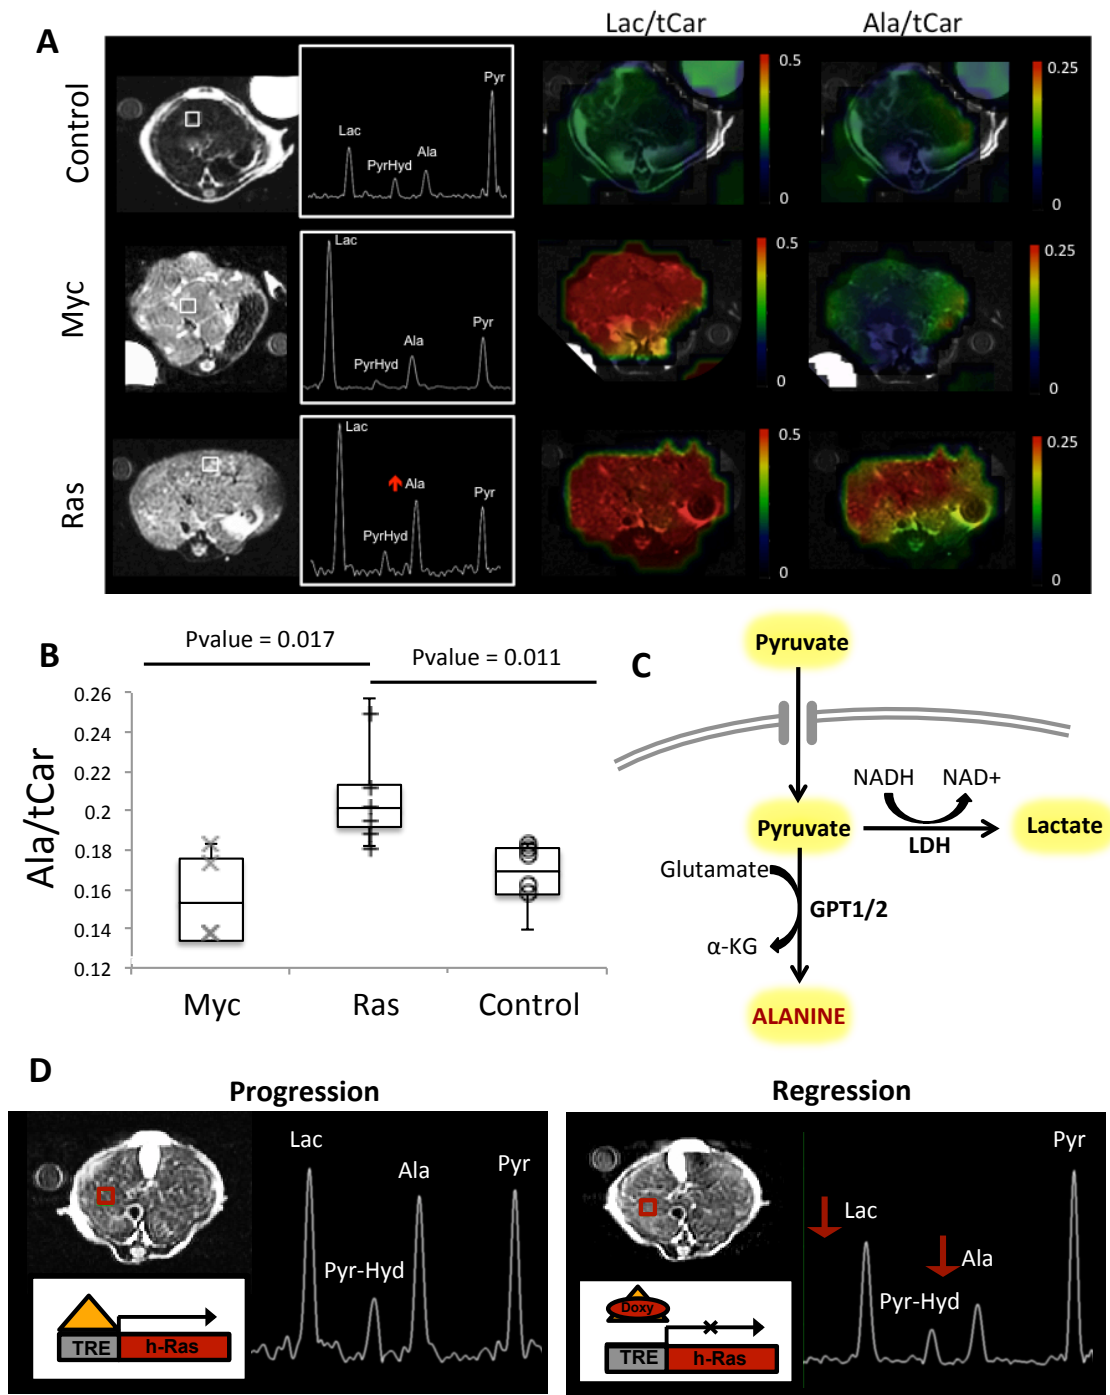 A
Lac/tCar
Ala/tCar
Control
Lac
PyrHyd
Ala
Pyr
0.5
0
0.25
0
Myc
Lac
PyrHyd
Ala
Pyr
0.5
0
0.25
0
Ras
Lac
PyrHyd
Ala
Pyr
0.5
0
0.25
0
B
Pvalue = 0.017
Pvalue = 0.011
Ala/tCar
0.26
0.24
0.22
0.2
0.18
0.16
0.14
0.12
Myc
Ras
Control
C
Pyruvate
NADH
NAD+
Pyruvate
LDH
Lactate
Glutamate
GPT1/2
α-KG
ALANINE
D
Progression
Lac
Pyr-Hyd
Ala
Pyr
TRE
h-Ras
Regression
Lac
Pyr-Hyd
Ala
Pyr
Doxy
TRE
h-Ras